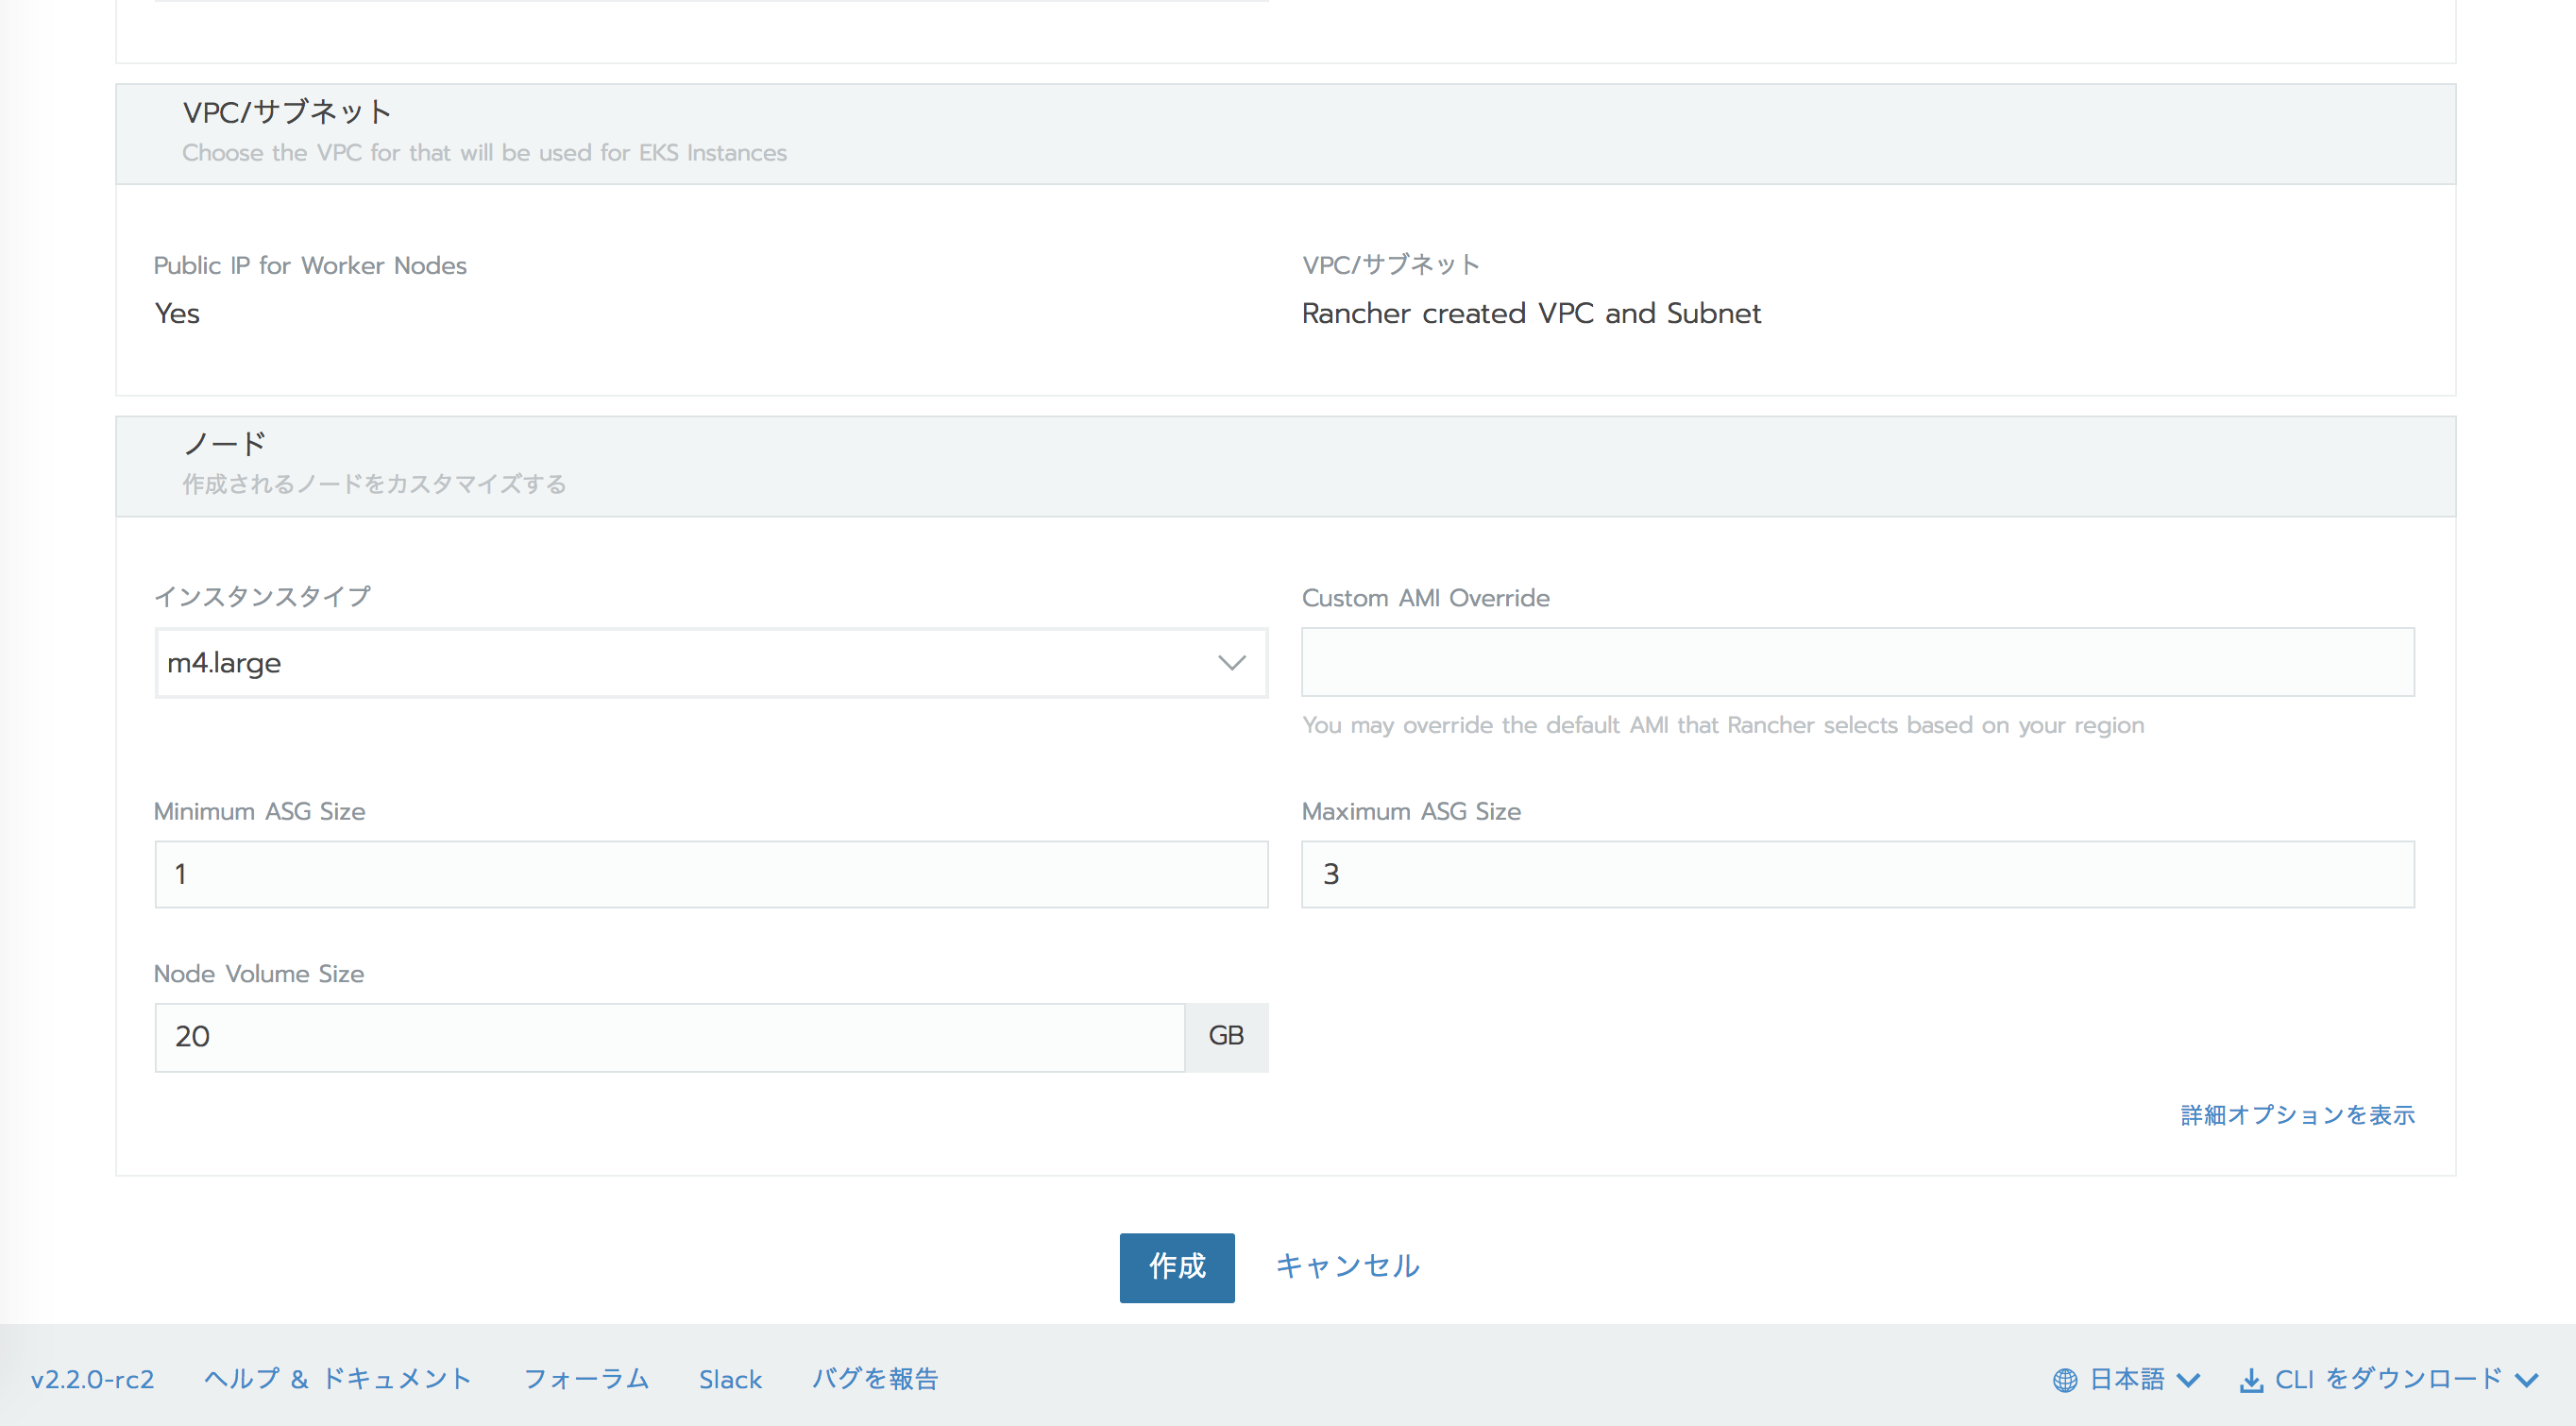 VPC/サブネット
Choose the VPC for that will be used for EKS Instances
Public IP for Worker Nodes
Yes
VPC/サブネット
Rancher created VPC and Subnet
ノード
作成されるノードをカスタマイズする
インスタンスタイプ
m4.large
Custom AMI Override
You may override the default AMI that Rancher selects based on your region
Minimum ASG Size
1
Maximum ASG Size
3
Node Volume Size
20 GB
詳細オプションを表示
作成 キャンセル
v2.2.0-rc2 ヘルプ & ドキュメント フォーラム Slack バグを報告 日本語 CLI をダウンロード